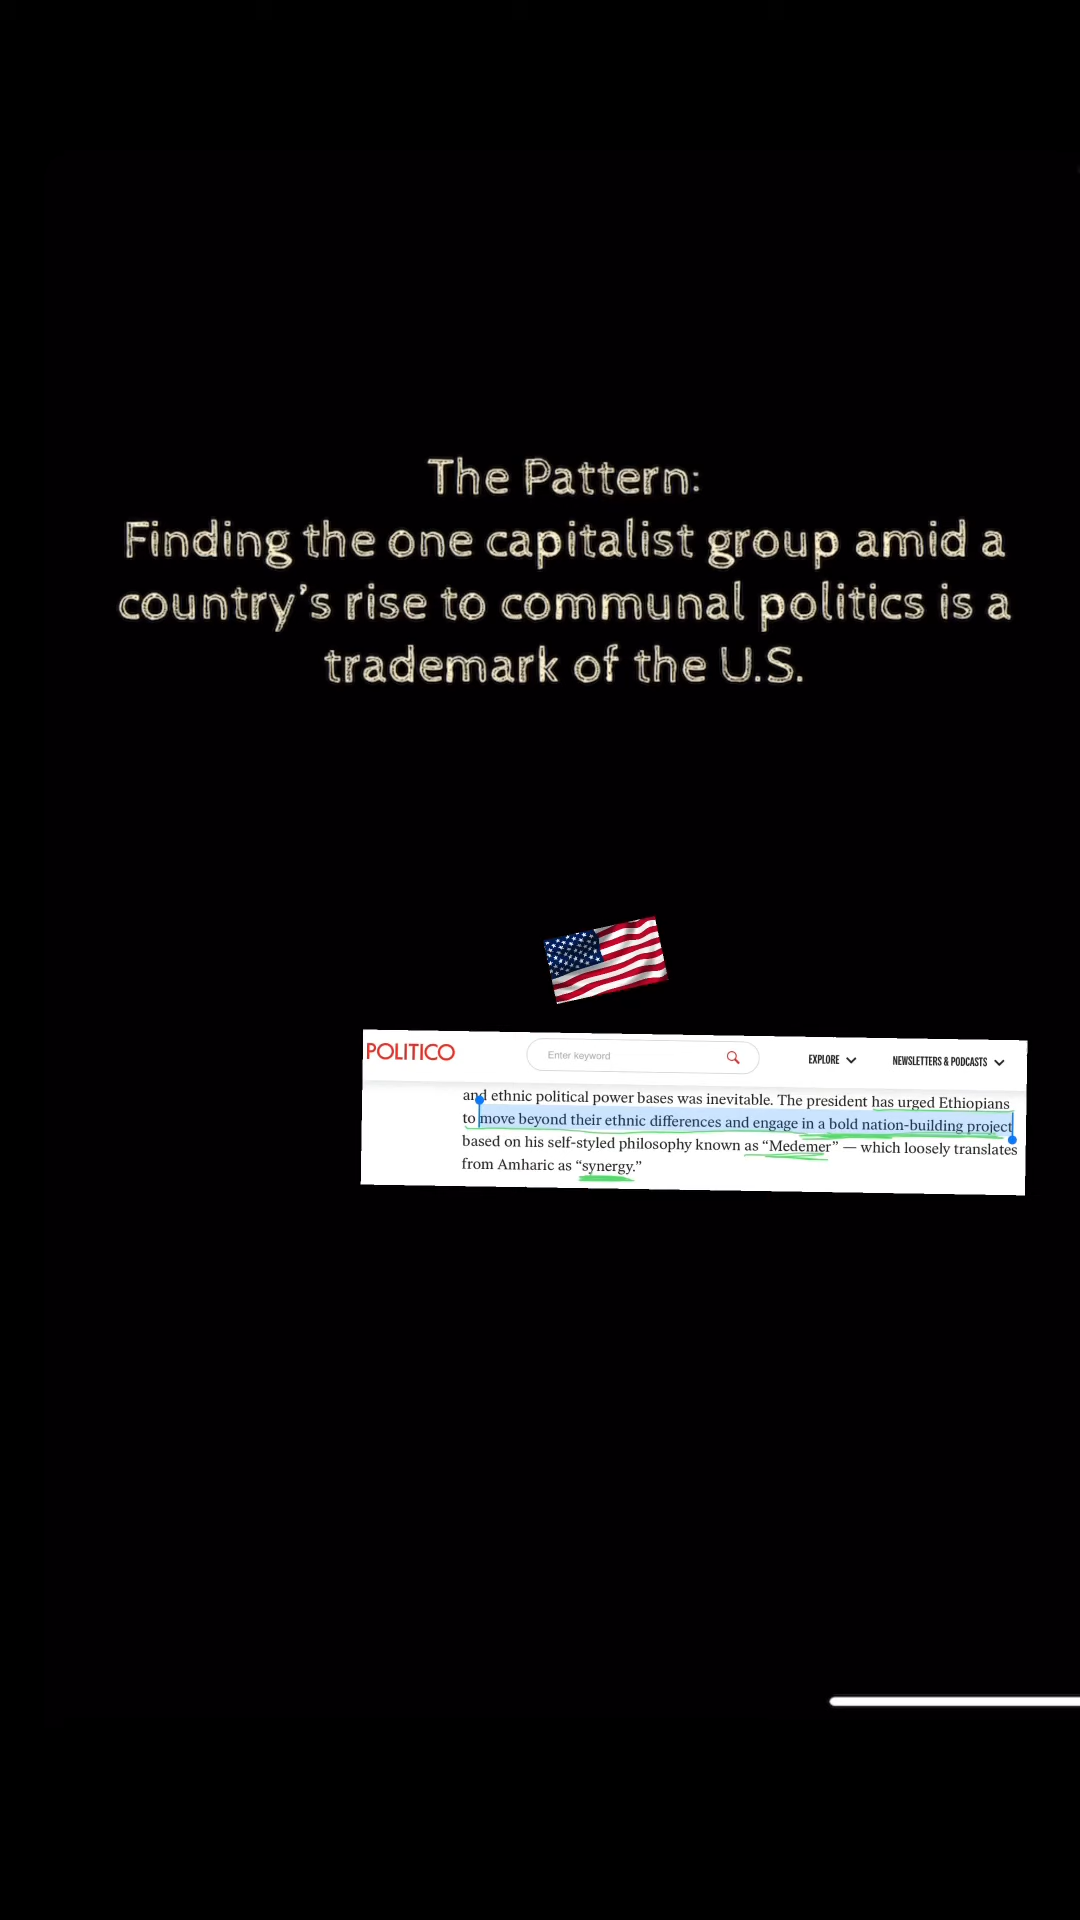 The Pattern:
Finding the one capitalist group amid a
country's rise to communal politics is a
trademark of the U.S.
POLITICO
Enter keyword
EXPLORE
NEWSLETTERS & PODCASTS
and ethnic political power bases was inevitable. The president has urged Ethiopians
to move beyond their ethnic differences and engage in a bold nation-building project
based on his self-styled philosophy known as “Medemer” — which loosely translates
from Amharic as “synergy.”